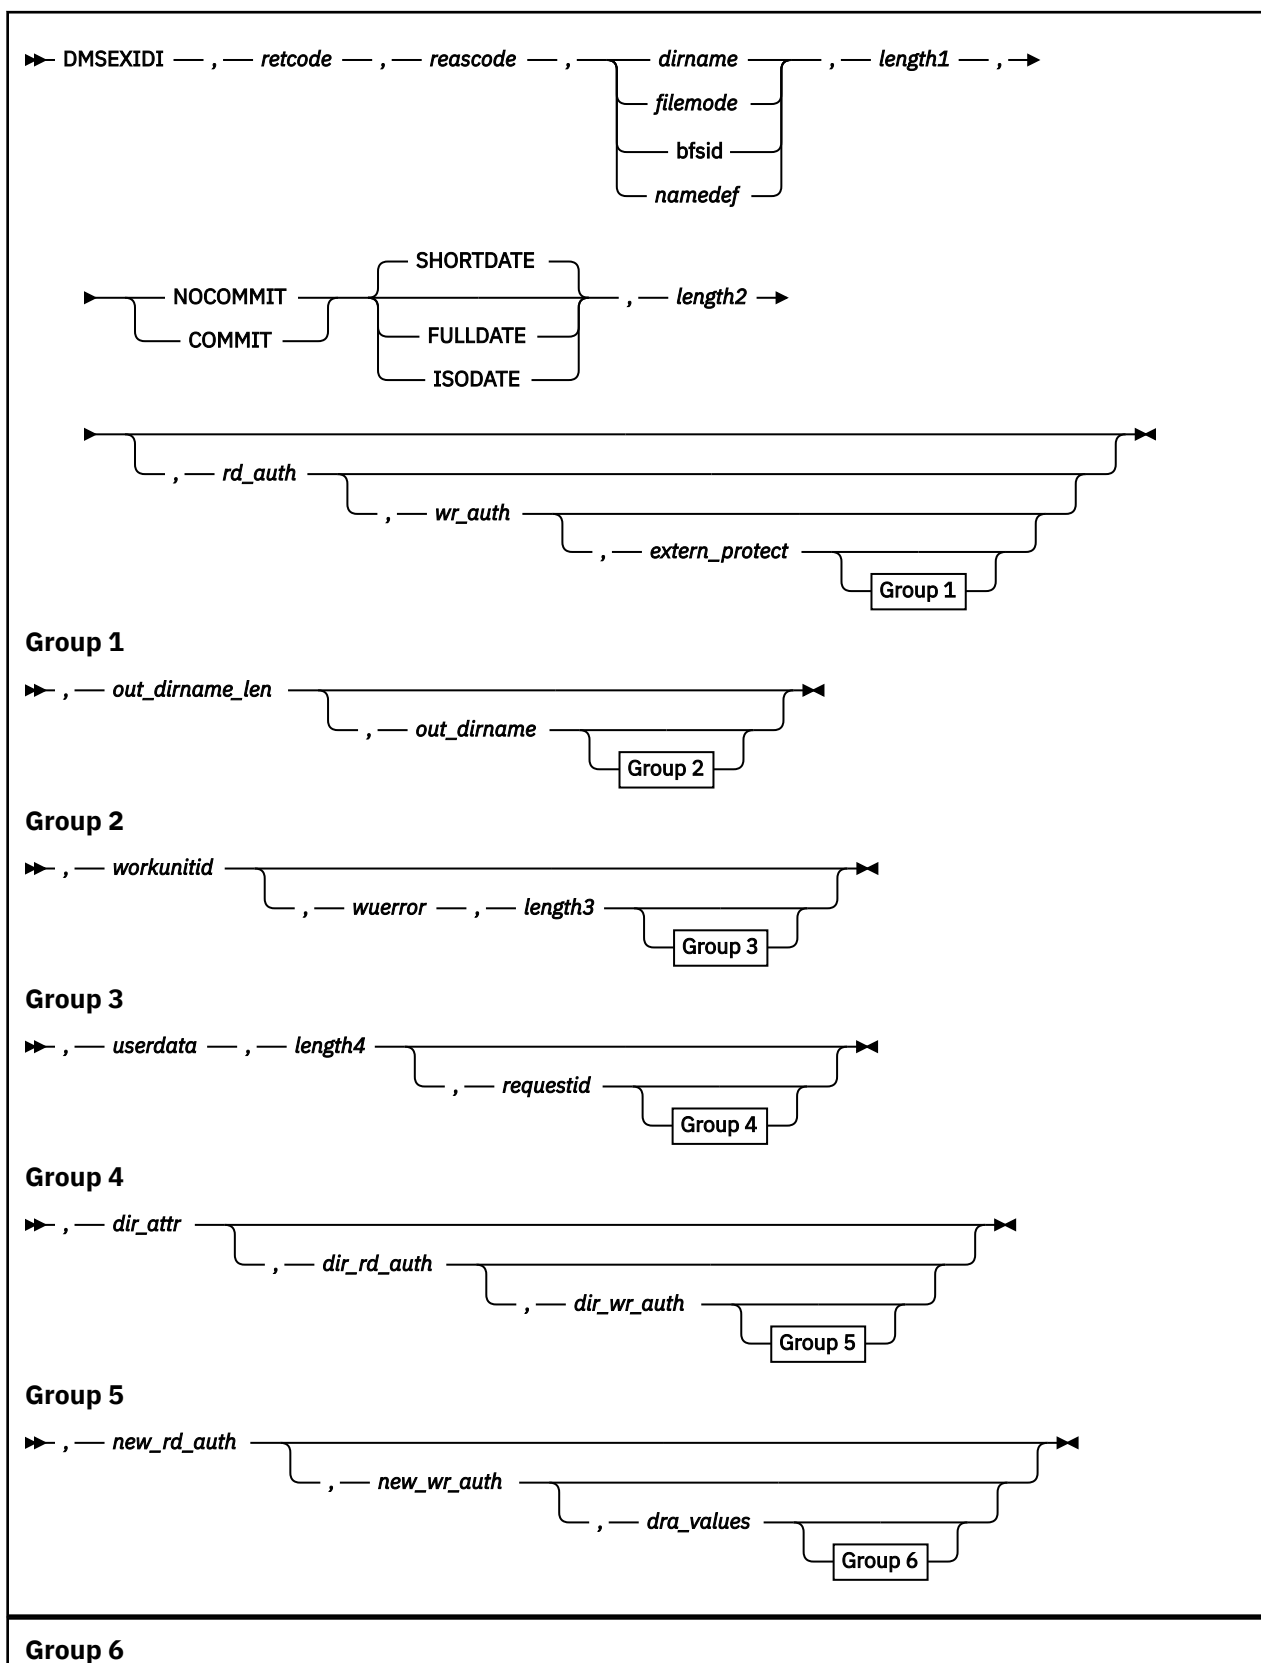 DMSEXIDI , retcode , reascode , dirname , length1 ,
filemode
bfsid
namedef
SHORTDATE
NOCOMMIT , length2
COMMIT FULLDATE
ISODATE
, rd_auth
, wr_auth
, extern_protect
Group 1
Group 1
, out_dirname_len
, out_dirname
Group 2
Group 2
, workunitid
, wuerror , length3
Group 3
Group 3
, userdata , length4
, requestid
Group 4
Group 4
, dir_attr
, dir_rd_auth
, dir_wr_auth
Group 5
Group 5
, new_rd_auth
, new_wr_auth
, dra_values
Group 6
Group 6